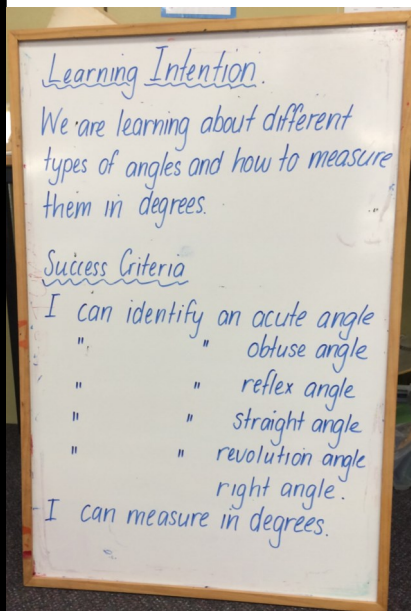 Learning Intention.
We are learning about different
types of angles and how to measure
them in degrees.
Success Criteria
I can identify an acute angle
" " obtuse angle
" " reflex angle
" " straight angle
" " revolution angle
right angle.
I can measure in degrees.